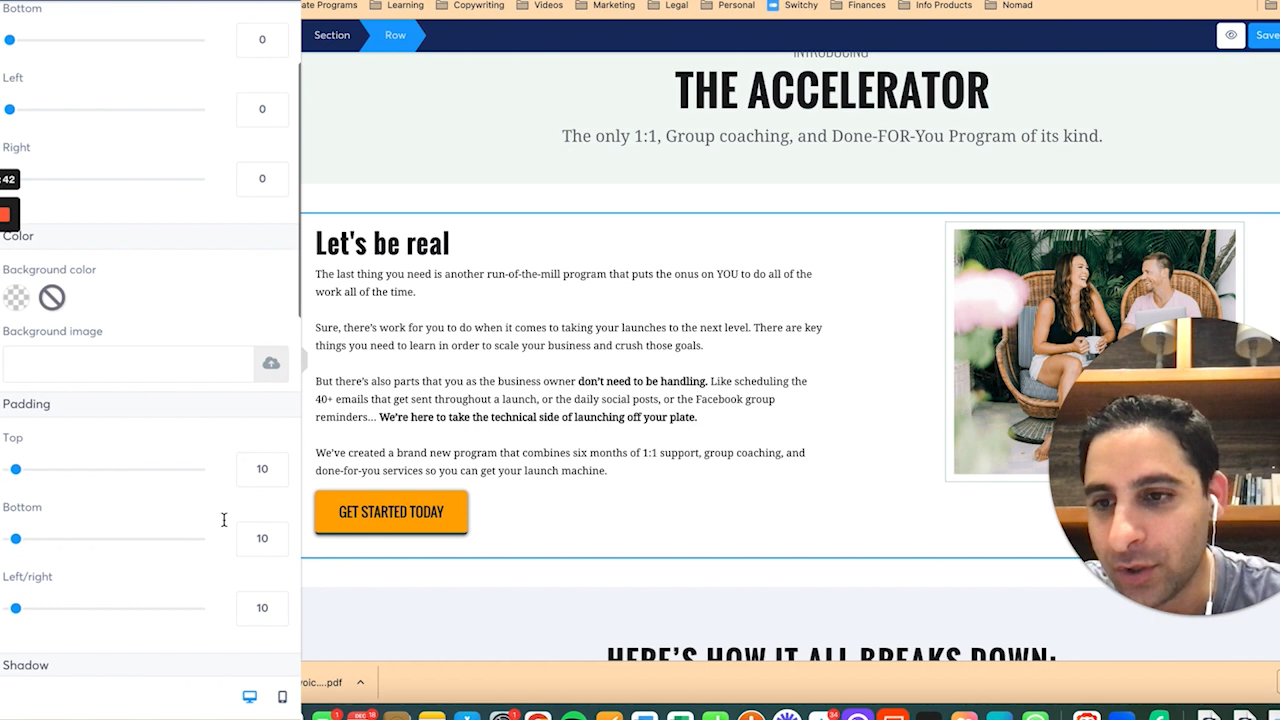 ate Programs Learning Copywriting Videos Marketing Legal Personal Switchy Finances Info Products Nomad
Section Row Save
Bottom
0
Left
0
Right
0
:42
Color
Background color
Background image
Padding
Top
10
Bottom
10
Left/right
10
Shadow
INTRODUCING
THE ACCELERATOR
The only 1:1, Group coaching, and Done-FOR-You Program of its kind.
Let's be real
The last thing you need is another run-of-the-mill program that puts the onus on YOU to do all of the
work all of the time.
Sure, there's work for you to do when it comes to taking your launches to the next level. There are key
things you need to learn in order to scale your business and crush those goals.
But there's also parts that you as the business owner don't need to be handling. Like scheduling the
40+ emails that get sent throughout a launch, or the daily social posts, or the Facebook group
reminders... We're here to take the technical side of launching off your plate.
We've created a brand new program that combines six months of 1:1 support, group coaching, and
done-for-you services so you can get your launch machine.
GET STARTED TODAY
HERE'S HOW IT ALL BREAKS DOWN:
voic....pdf
1 DEC 18 1 34